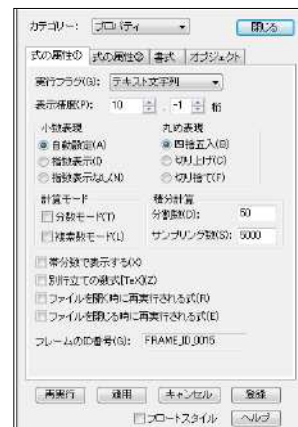 カテゴリー: プロパティ 閉じる
式の属性① 式の属性② 書式 オブジェクト
実行フラグ(G): テキスト文字列
表示精度(P): 10 . -1 桁
小数表現 丸め表現
自動設定(A) 四捨五入(B)
指数表示(I) 切り上げ(C)
指数表示なし(N) 切り捨て(F)
計算モード 積分計算
分数モード(T) 分割数(D): 50
複素数モード(L) サンプリング数(S): 5000
帯分数で表示する(X)
別行立ての数式[TeX](Z)
ファイルを開く時に再実行される式(R)
ファイルを閉じる時に再実行される式(E)
フレームのID番号(G): FRAME_ID_0015
再実行 適用 キャンセル 登録
フロートスタイル ヘルプ